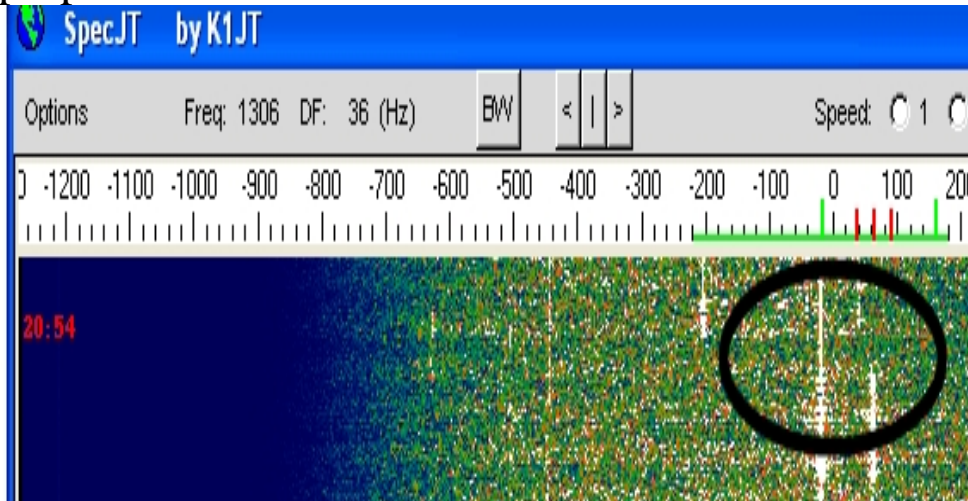 SpecJT by K1JT
Options Freq: 1306 DF: 36 (Hz) BW < | > Speed: 1
-1200 -1100 -1000 -900 -800 -700 -600 -500 -400 -300 -200 -100 0 100
20:54